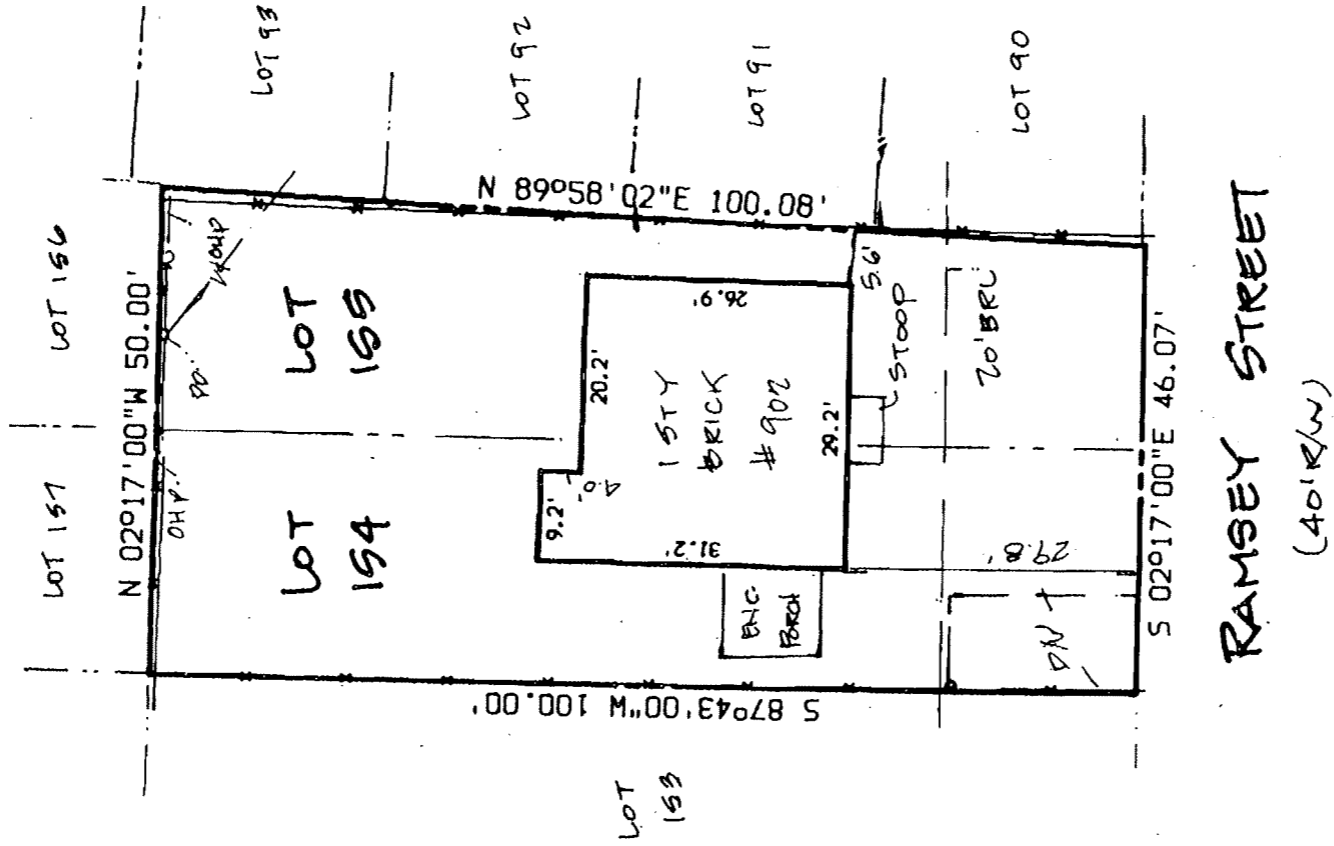 LOT 93
LOT 92
LOT 91
LOT 90
LOT 156
LOT 157
N 02°17'00"W 50.00'
OHP
PP
N 89°58'02"E 100.08'
LOT
155
LOT
154
20.2'
26.9'
9.2'
4.0'
31.2'
1 STY
BRICK
#902
29.2'
5.6'
STOOP
20' BRL
ENC.
PORCH
29.8'
S 87°43'00"W 100.00'
LOT
153
S 02°17'00"E 46.07'
RAMSEY STREET
(40' R/W)